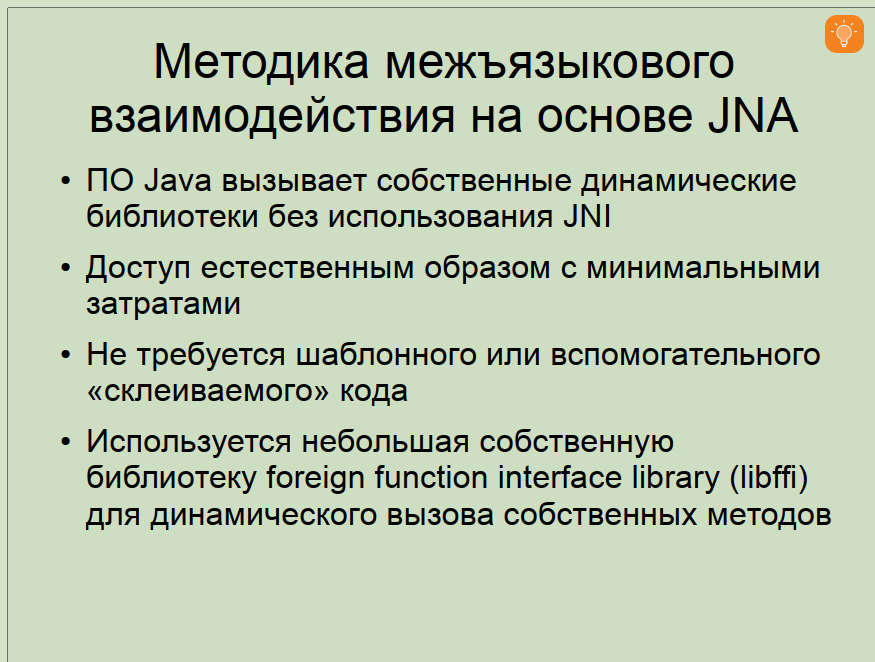 Методика межъязыкового
взаимодействия на основе JNA
• ПО Java вызывает собственные динамические
библиотеки без использования JNI
• Доступ естественным образом с минимальными
затратами
• Не требуется шаблонного или вспомогательного
«склеиваемого» кода
• Используется небольшая собственную
библиотеку foreign function interface library (libffi)
для динамического вызова собственных методов